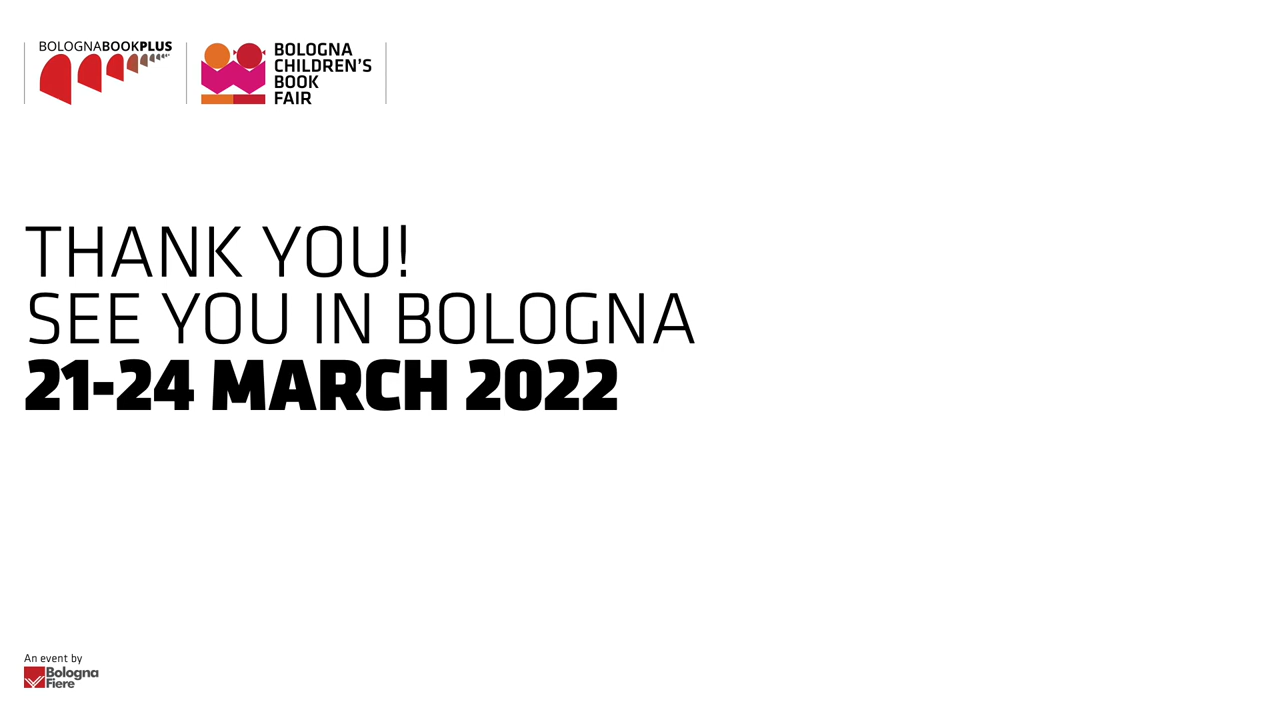 BOLOGNABOOKPLUS
BOLOGNA
CHILDREN'S
BOOK
FAIR
THANK YOU!
SEE YOU IN BOLOGNA
21-24 MARCH 2022
An event by
Bologna
Fiere